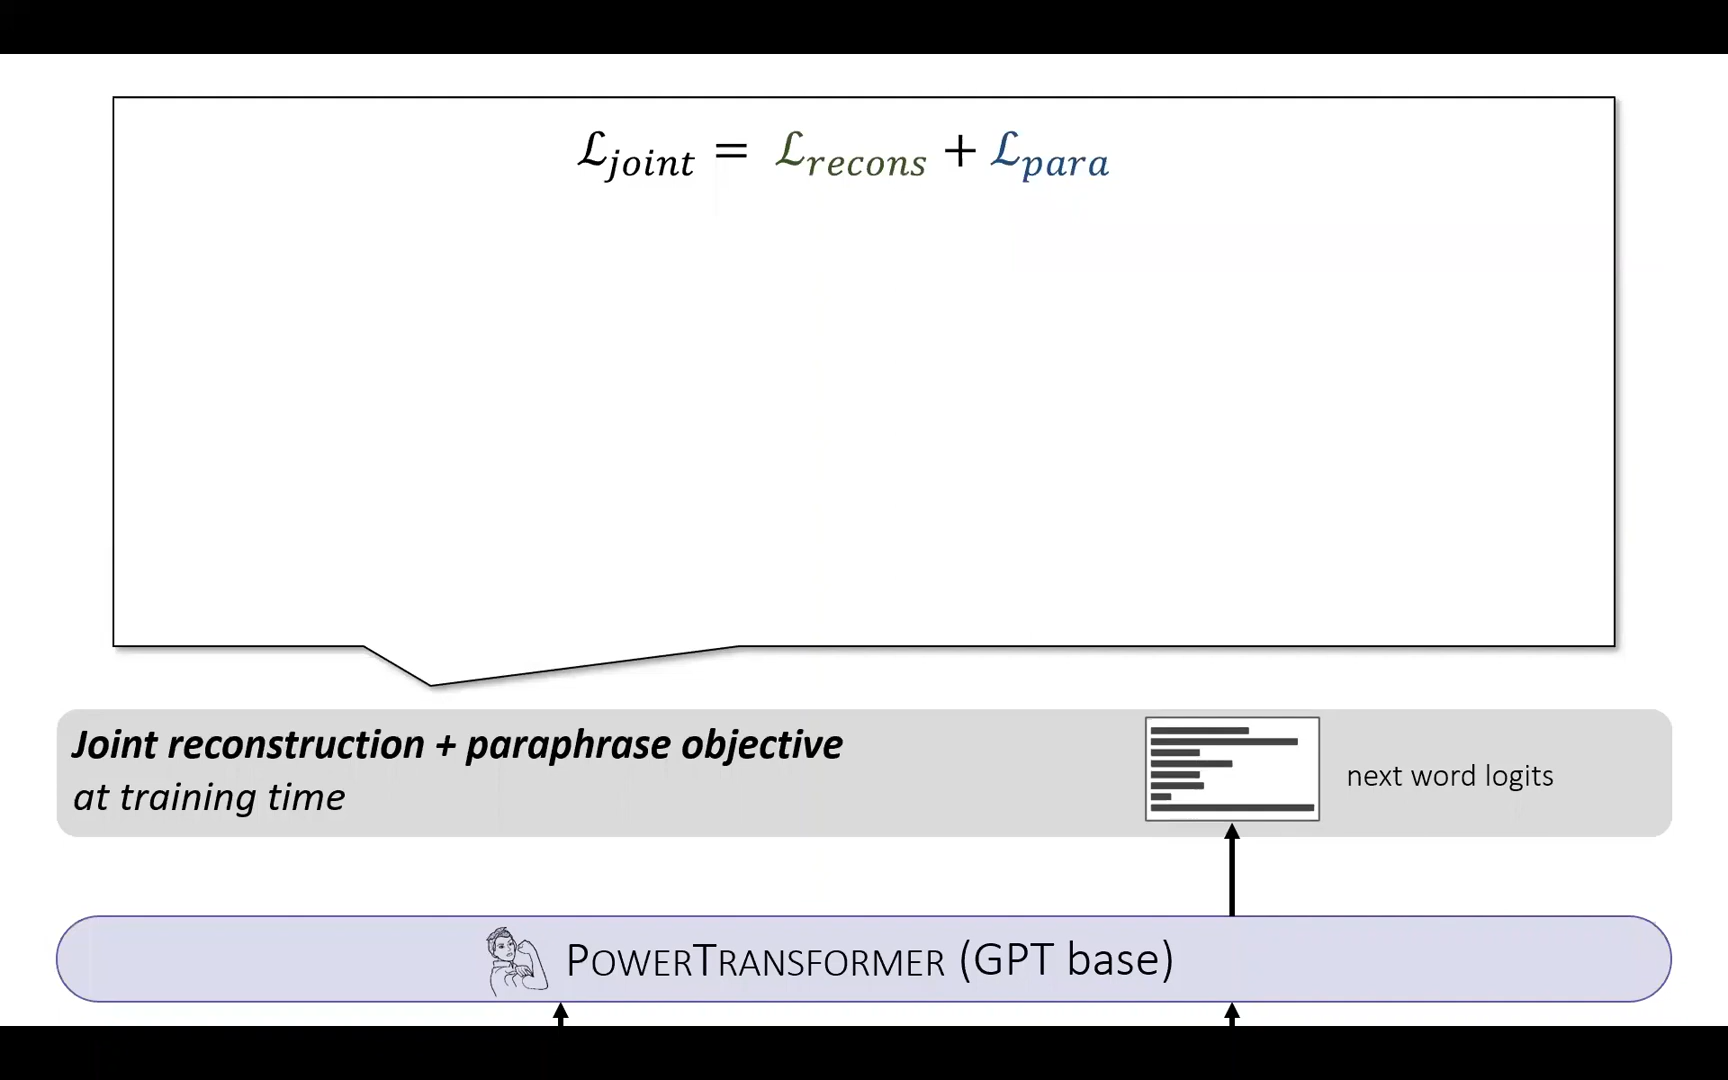 ℒjoint = ℒrecons + ℒpara
Joint reconstruction + paraphrase objective
at training time
next word logits
POWERTRANSFORMER (GPT base)